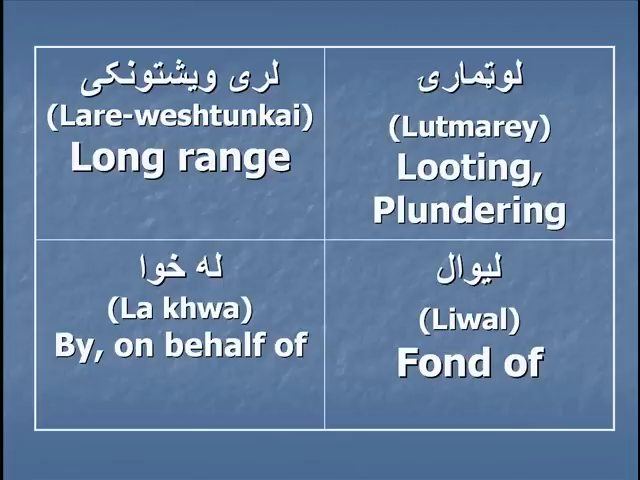 لری ویشتونکی
(Lare-weshtunkai)
Long range
لوټماری
(Lutmarey)
Looting,
Plundering
له خوا
(La khwa)
By, on behalf of
لیوال
(Liwal)
Fond of